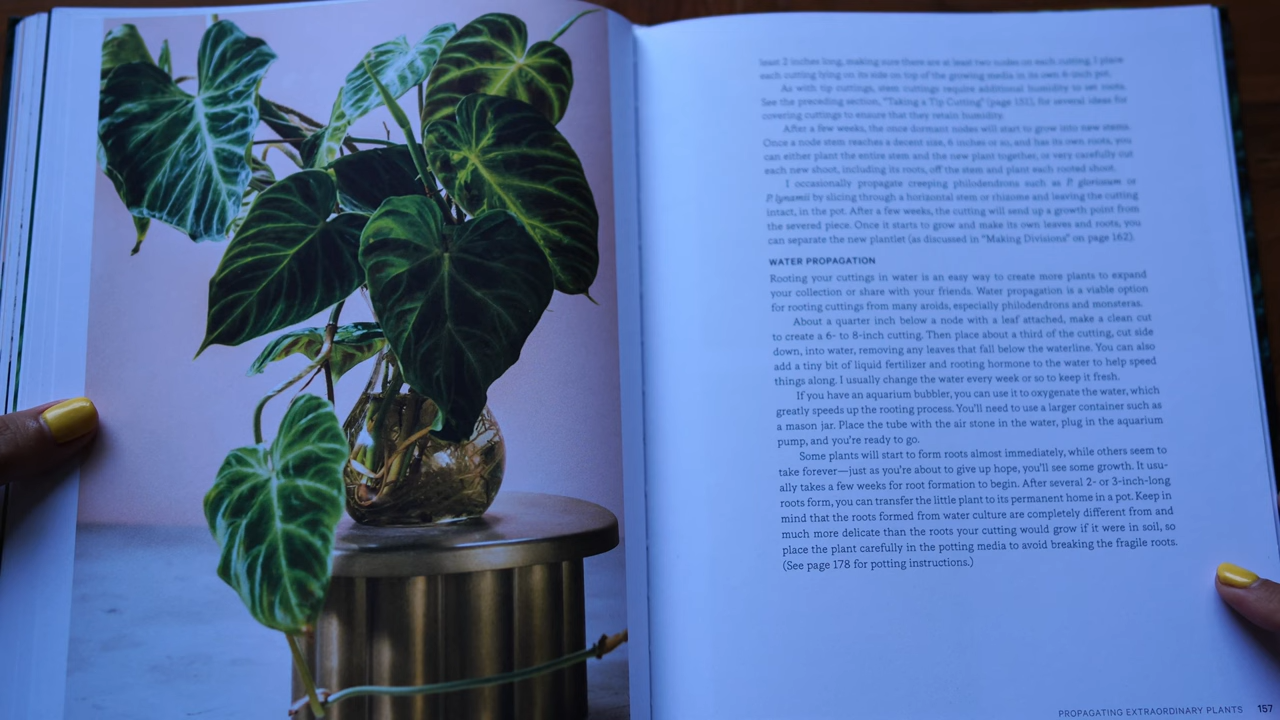 least 2 inches long, making sure there are at least two nodes on each cutting. I place
each cutting lying on its side on top of the growing media in its own 6-inch pot.
As with tip cuttings, stem cuttings require additional humidity to set roots.
See the preceding section, "Taking a Tip Cutting" (page 151), for several ideas for
covering cuttings to ensure that they retain humidity.
After a few weeks, the once dormant nodes will start to grow into new stems.
Once a node stem reaches a decent size, 6 inches or so, and has its own roots, you
can either plant the entire stem and the new plant together, or very carefully cut
each new shoot, including its roots, off the stem and plant each rooted shoot.
I occasionally propagate creeping philodendrons such as P. gloriosum or
P. lynamii by slicing through a horizontal stem or rhizome and leaving the cutting
intact, in the pot. After a few weeks, the cutting will send up a growth point from
the severed piece. Once it starts to grow and make its own leaves and roots, you
can separate the new plantlet (as discussed in "Making Divisions" on page 162).
WATER PROPAGATION
Rooting your cuttings in water is an easy way to create more plants to expand
your collection or share with your friends. Water propagation is a viable option
for rooting cuttings from many aroids, especially philodendrons and monsteras.
About a quarter inch below a node with a leaf attached, make a clean cut
to create a 6- to 8-inch cutting. Then place about a third of the cutting, cut side
down, into water, removing any leaves that fall below the waterline. You can also
add a tiny bit of liquid fertilizer and rooting hormone to the water to help speed
things along. I usually change the water every week or so to keep it fresh.
If you have an aquarium bubbler, you can use it to oxygenate the water, which
greatly speeds up the rooting process. You'll need to use a larger container such as
a mason jar. Place the tube with the air stone in the water, plug in the aquarium
pump, and you're ready to go.
Some plants will start to form roots almost immediately, while others seem to
take forever—just as you're about to give up hope, you'll see some growth. It usu-
ally takes a few weeks for root formation to begin. After several 2- or 3-inch-long
roots form, you can transfer the little plant to its permanent home in a pot. Keep in
mind that the roots formed from water culture are completely different from and
much more delicate than the roots your cutting would grow if it were in soil, so
place the plant carefully in the potting media to avoid breaking the fragile roots.
(See page 178 for potting instructions.)
PROPAGATING EXTRAORDINARY PLANTS 157